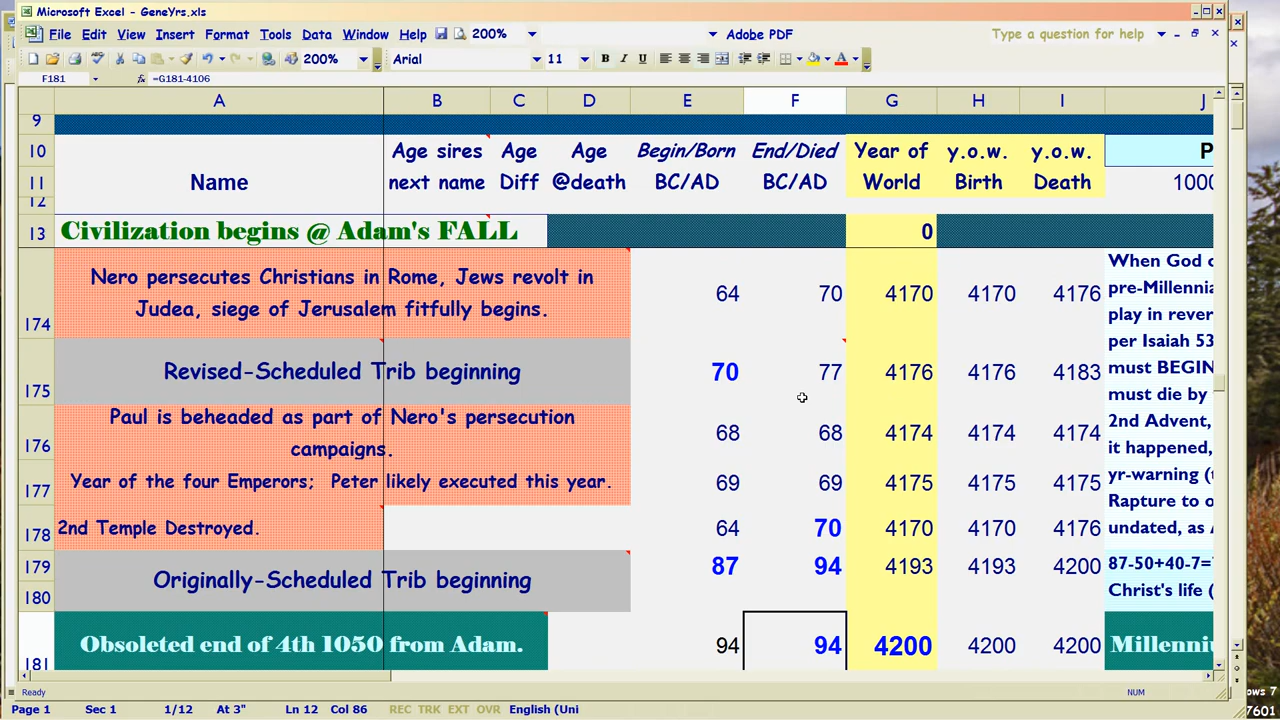 Microsoft Excel - GeneYrs.xls
File Edit View Insert Format Tools Data Window Help 200% Adobe PDF Type a question for help
200% Arial 11 B I U
F181 fx =G181-4106
A B C D E F G H I J
9
10 Age sires Age Age Begin/Born End/Died Year of y.o.w. y.o.w. P
11 Name next name Diff @death BC/AD BC/AD World Birth Death 1000
12
13 Civilization begins @ Adam's FALL 0
When God
Nero persecutes Christians in Rome, Jews revolt in pre-Millennia
174 Judea, siege of Jerusalem fitfully begins. 64 70 4170 4170 4176 play in rever
per Isaiah 53
175 Revised-Scheduled Trib beginning 70 77 4176 4176 4183 must BEGIN
must die by
Paul is beheaded as part of Nero's persecution 2nd Advent,
176 campaigns. 68 68 4174 4174 4174 it happened,
177 Year of the four Emperors; Peter likely executed this year. 69 69 4175 4175 4175 yr-warning (t
Rapture to o
178 2nd Temple Destroyed. 64 70 4170 4170 4176 undated, as
179 87 94 4193 4193 4200 87-50+40-7=
180 Originally-Scheduled Trib beginning Christ's life (
181 Obsoleted end of 4th 1050 from Adam. 94 94 4200 4200 4200 Millenniu
Ready NUM
Page 1 Sec 1 1/12 At 3" Ln 12 Col 86 REC TRK EXT OVR English (Uni
ows 7
7601